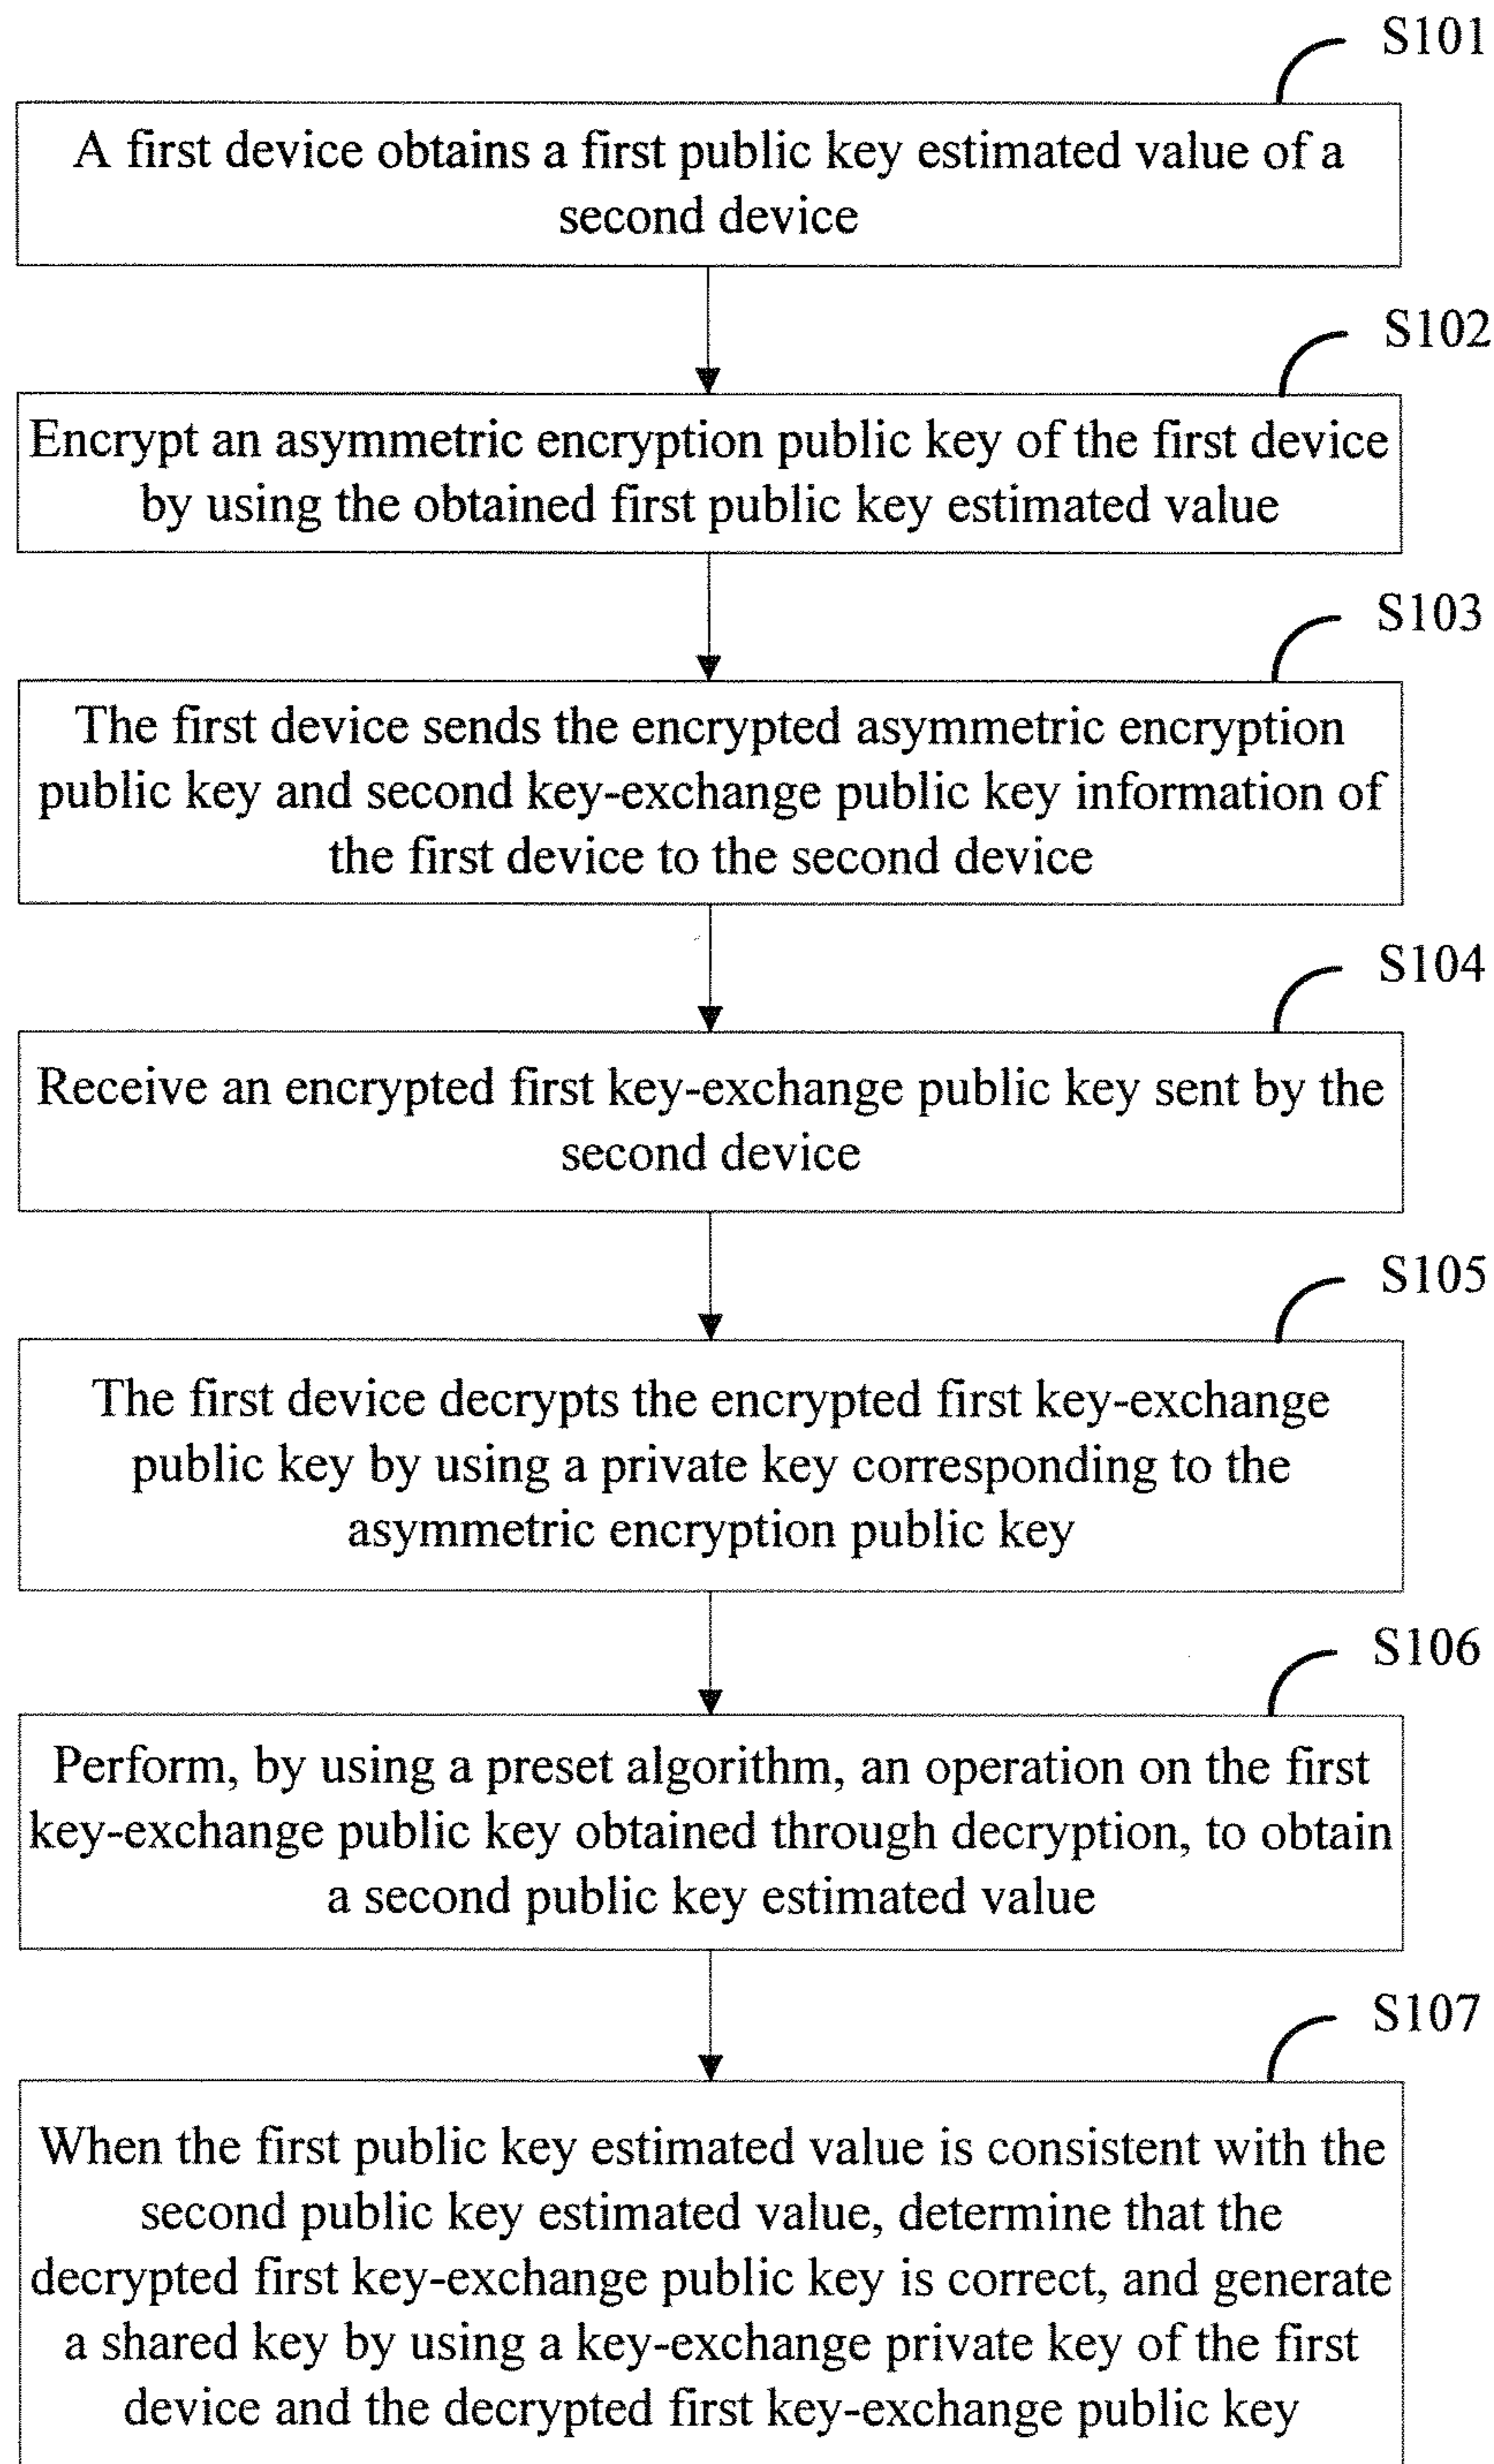 S101
A first device obtains a first public key estimated value of a
second device
S102
Encrypt an asymmetric encryption public key of the first device
by using the obtained first public key estimated value
S103
The first device sends the encrypted asymmetric encryption
public key and second key-exchange public key information of
the first device to the second device
S104
Receive an encrypted first key-exchange public key sent by the
second device
S105
The first device decrypts the encrypted first key-exchange
public key by using a private key corresponding to the
asymmetric encryption public key
S106
Perform, by using a preset algorithm, an operation on the first
key-exchange public key obtained through decryption, to obtain
a second public key estimated value
S107
When the first public key estimated value is consistent with the
second public key estimated value, determine that the
decrypted first key-exchange public key is correct, and generate
a shared key by using a key-exchange private key of the first
device and the decrypted first key-exchange public key